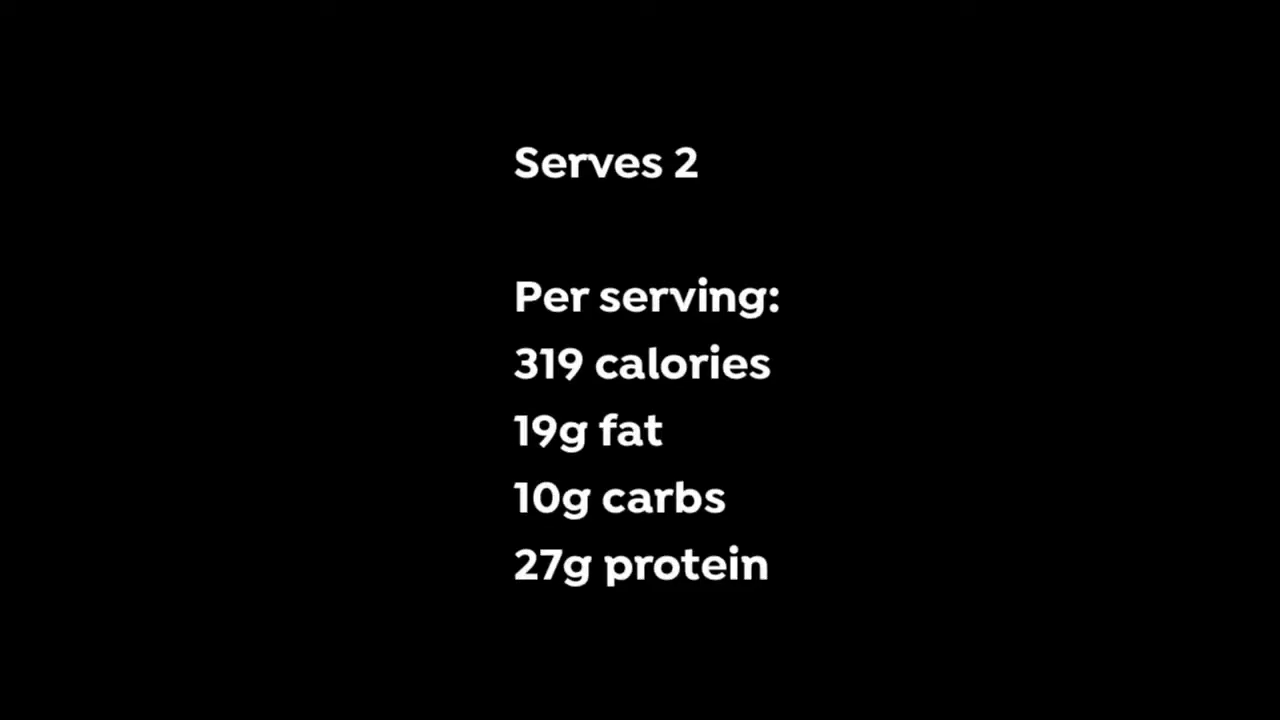 Serves 2
Per serving:
319 calories
19g fat
10g carbs
27g protein